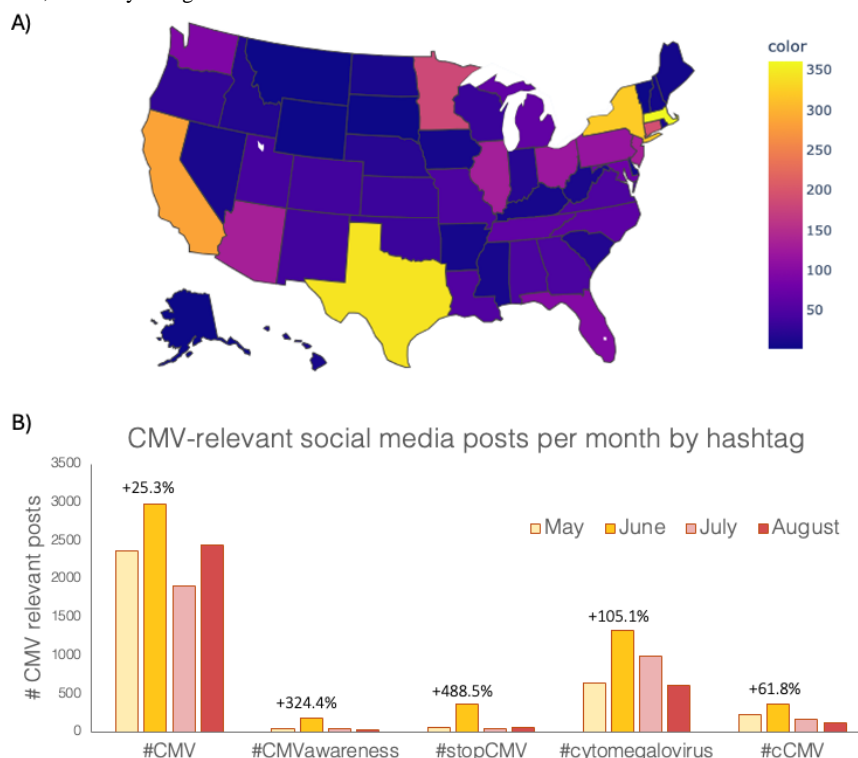 A)
color
350
300
250
200
150
100
50
B)
CMV-relevant social media posts per month by hashtag
# CMV relevant posts
3500
3000
2500
2000
1500
1000
500
0
+25.3%
+324.4%
+488.5%
+105.1%
+61.8%
May June July August
#CMV #CMVawareness #stopCMV #cytomegalovirus #cCMV